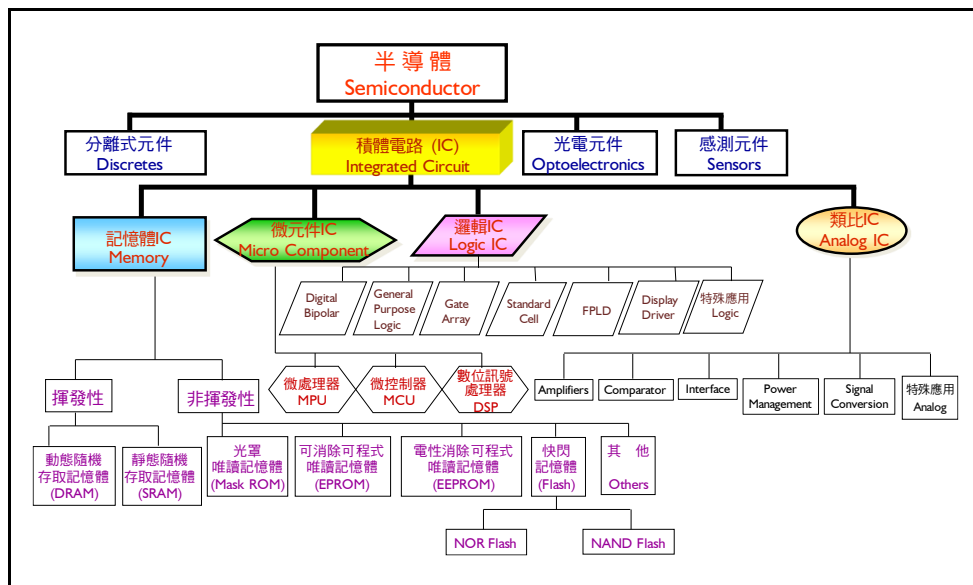 半導體
Semiconductor
分離式元件
Discretes
積體電路 (IC)
Integrated Circuit
光電元件
Optoelectronics
感測元件
Sensors
記憶體IC
Memory
微元件IC
Micro Component
邏輯IC
Logic IC
類比IC
Analog IC
Digital
Bipolar
General
Purpose
Logic
Gate
Array
Standard
Cell
FPLD
Display
Driver
特殊應用
Logic
揮發性
非揮發性
微處理器
MPU
微控制器
MCU
數位訊號
處理器
DSP
Amplifiers
Comparator
Interface
Power
Management
Signal
Conversion
特殊應用
Analog
動態隨機
存取記憶體
(DRAM)
靜態隨機
存取記憶體
(SRAM)
光罩
唯讀記憶體
(Mask ROM)
可消除可程式
唯讀記憶體
(EPROM)
電性消除可程式
唯讀記憶體
(EEPROM)
快閃
記憶體
(Flash)
其 他
Others
NOR Flash
NAND Flash